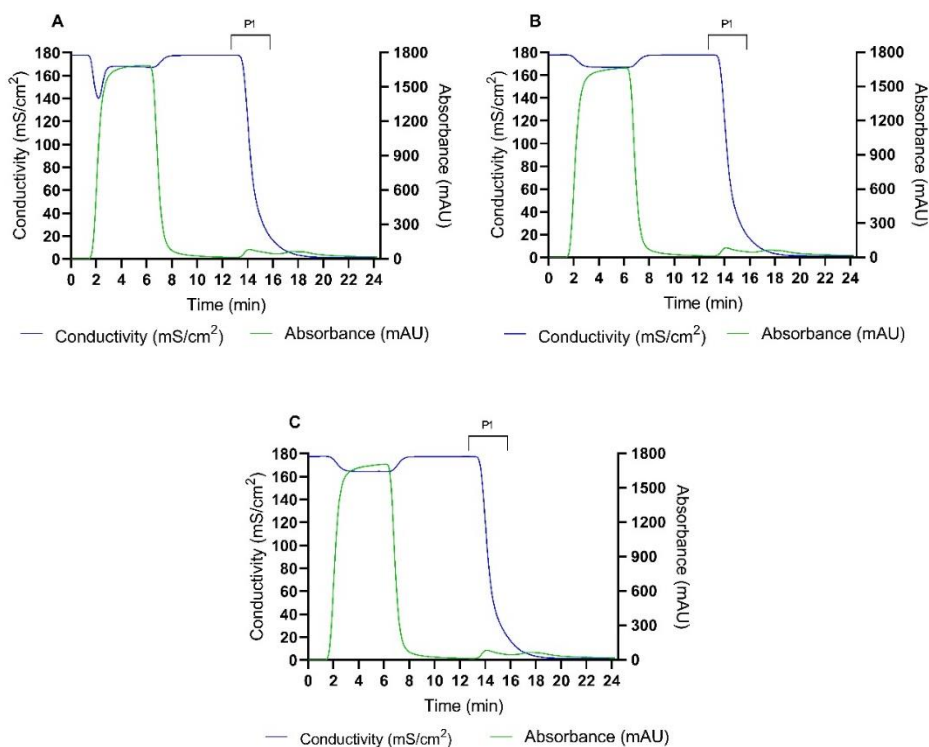 A
P1
Conductivity (mS/cm²)
180
160
140
120
100
80
60
40
20
0
1800
1500
1200
900
600
300
0
Absorbance (mAU)
0 2 4 6 8 10 12 14 16 18 20 22 24
Time (min)
Conductivity (mS/cm²) Absorbance (mAU)
B
P1
Conductivity (mS/cm²)
180
160
140
120
100
80
60
40
20
0
1800
1500
1200
900
600
300
0
Absorbance (mAU)
0 2 4 6 8 10 12 14 16 18 20 22 24
Time (min)
Conductivity (mS/cm²) Absorbance (mAU)
C
P1
Conductivity (mS/cm²)
180
160
140
120
100
80
60
40
20
0
1800
1500
1200
900
600
300
0
Absorbance (mAU)
0 2 4 6 8 10 12 14 16 18 20 22 24
Time (min)
Conductivity (mS/cm²) Absorbance (mAU)